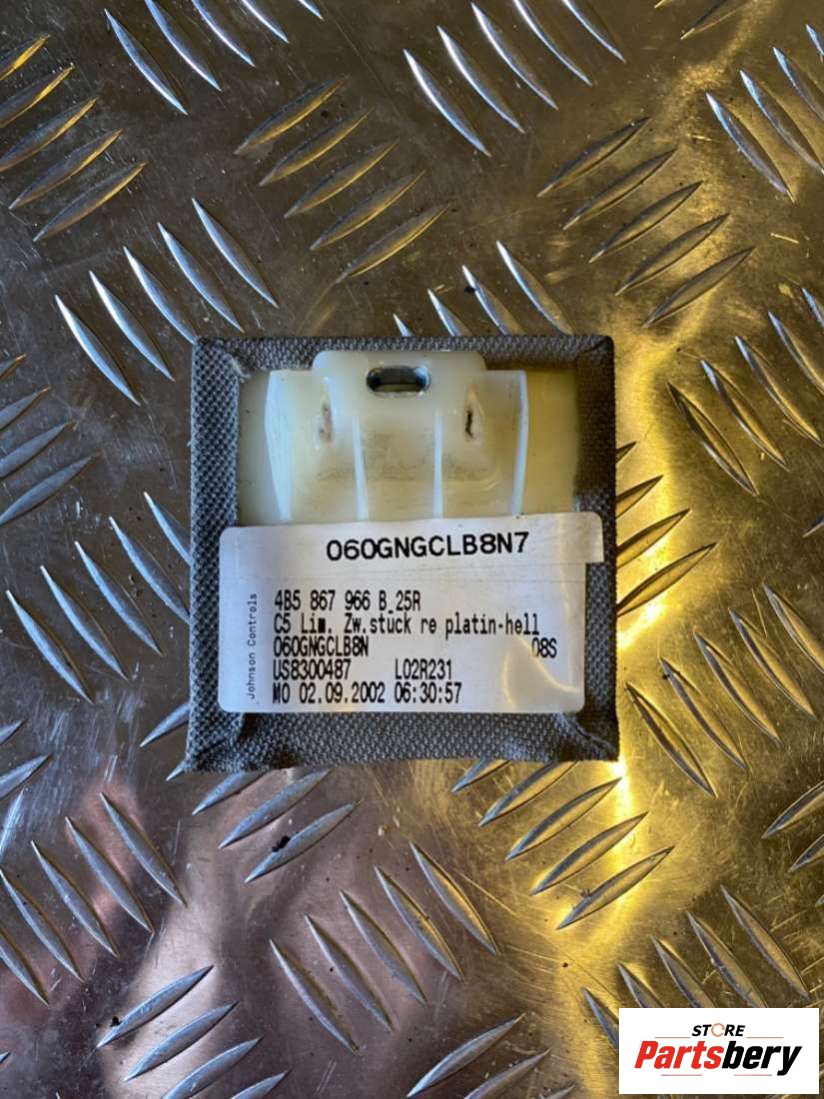 060GNGCLB8N7
Johnson Controls
4B5 867 966 B_25R
C5 Lim. Zw.stück re platin-hell
060GNGCLB8N 08S
US8300487 L02R231
MO 02.09.2002 06:30:57
STORE
Partsbery